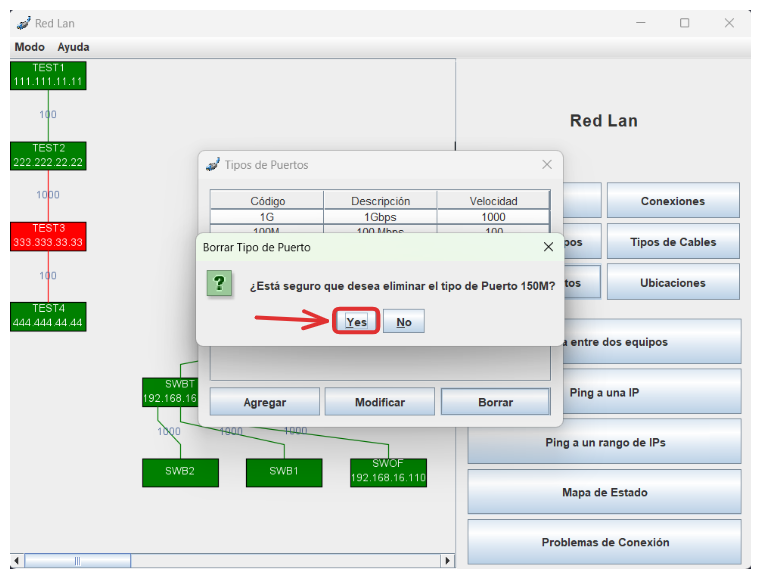 Red Lan
Modo Ayuda
TEST1
111.111.11.11
100
TEST2
222.222.22.22
1000
TEST3
333.333.33.33
100
TEST4
444.444.44.44
SWBT
192.168.16
1000 1000 1000
SWB2
SWB1
SWOF
192.168.16.110
Tipos de Puertos
Código Descripción Velocidad
1G 1Gbps 1000
100M 100 Mbps 100
Borrar Tipo de Puerto
¿Está seguro que desea eliminar el tipo de Puerto 150M?
Yes No
Agregar Modificar Borrar
Red Lan
Conexiones
pos Tipos de Cables
tos Ubicaciones
a entre dos equipos
Ping a una IP
Ping a un rango de IPs
Mapa de Estado
Problemas de Conexión